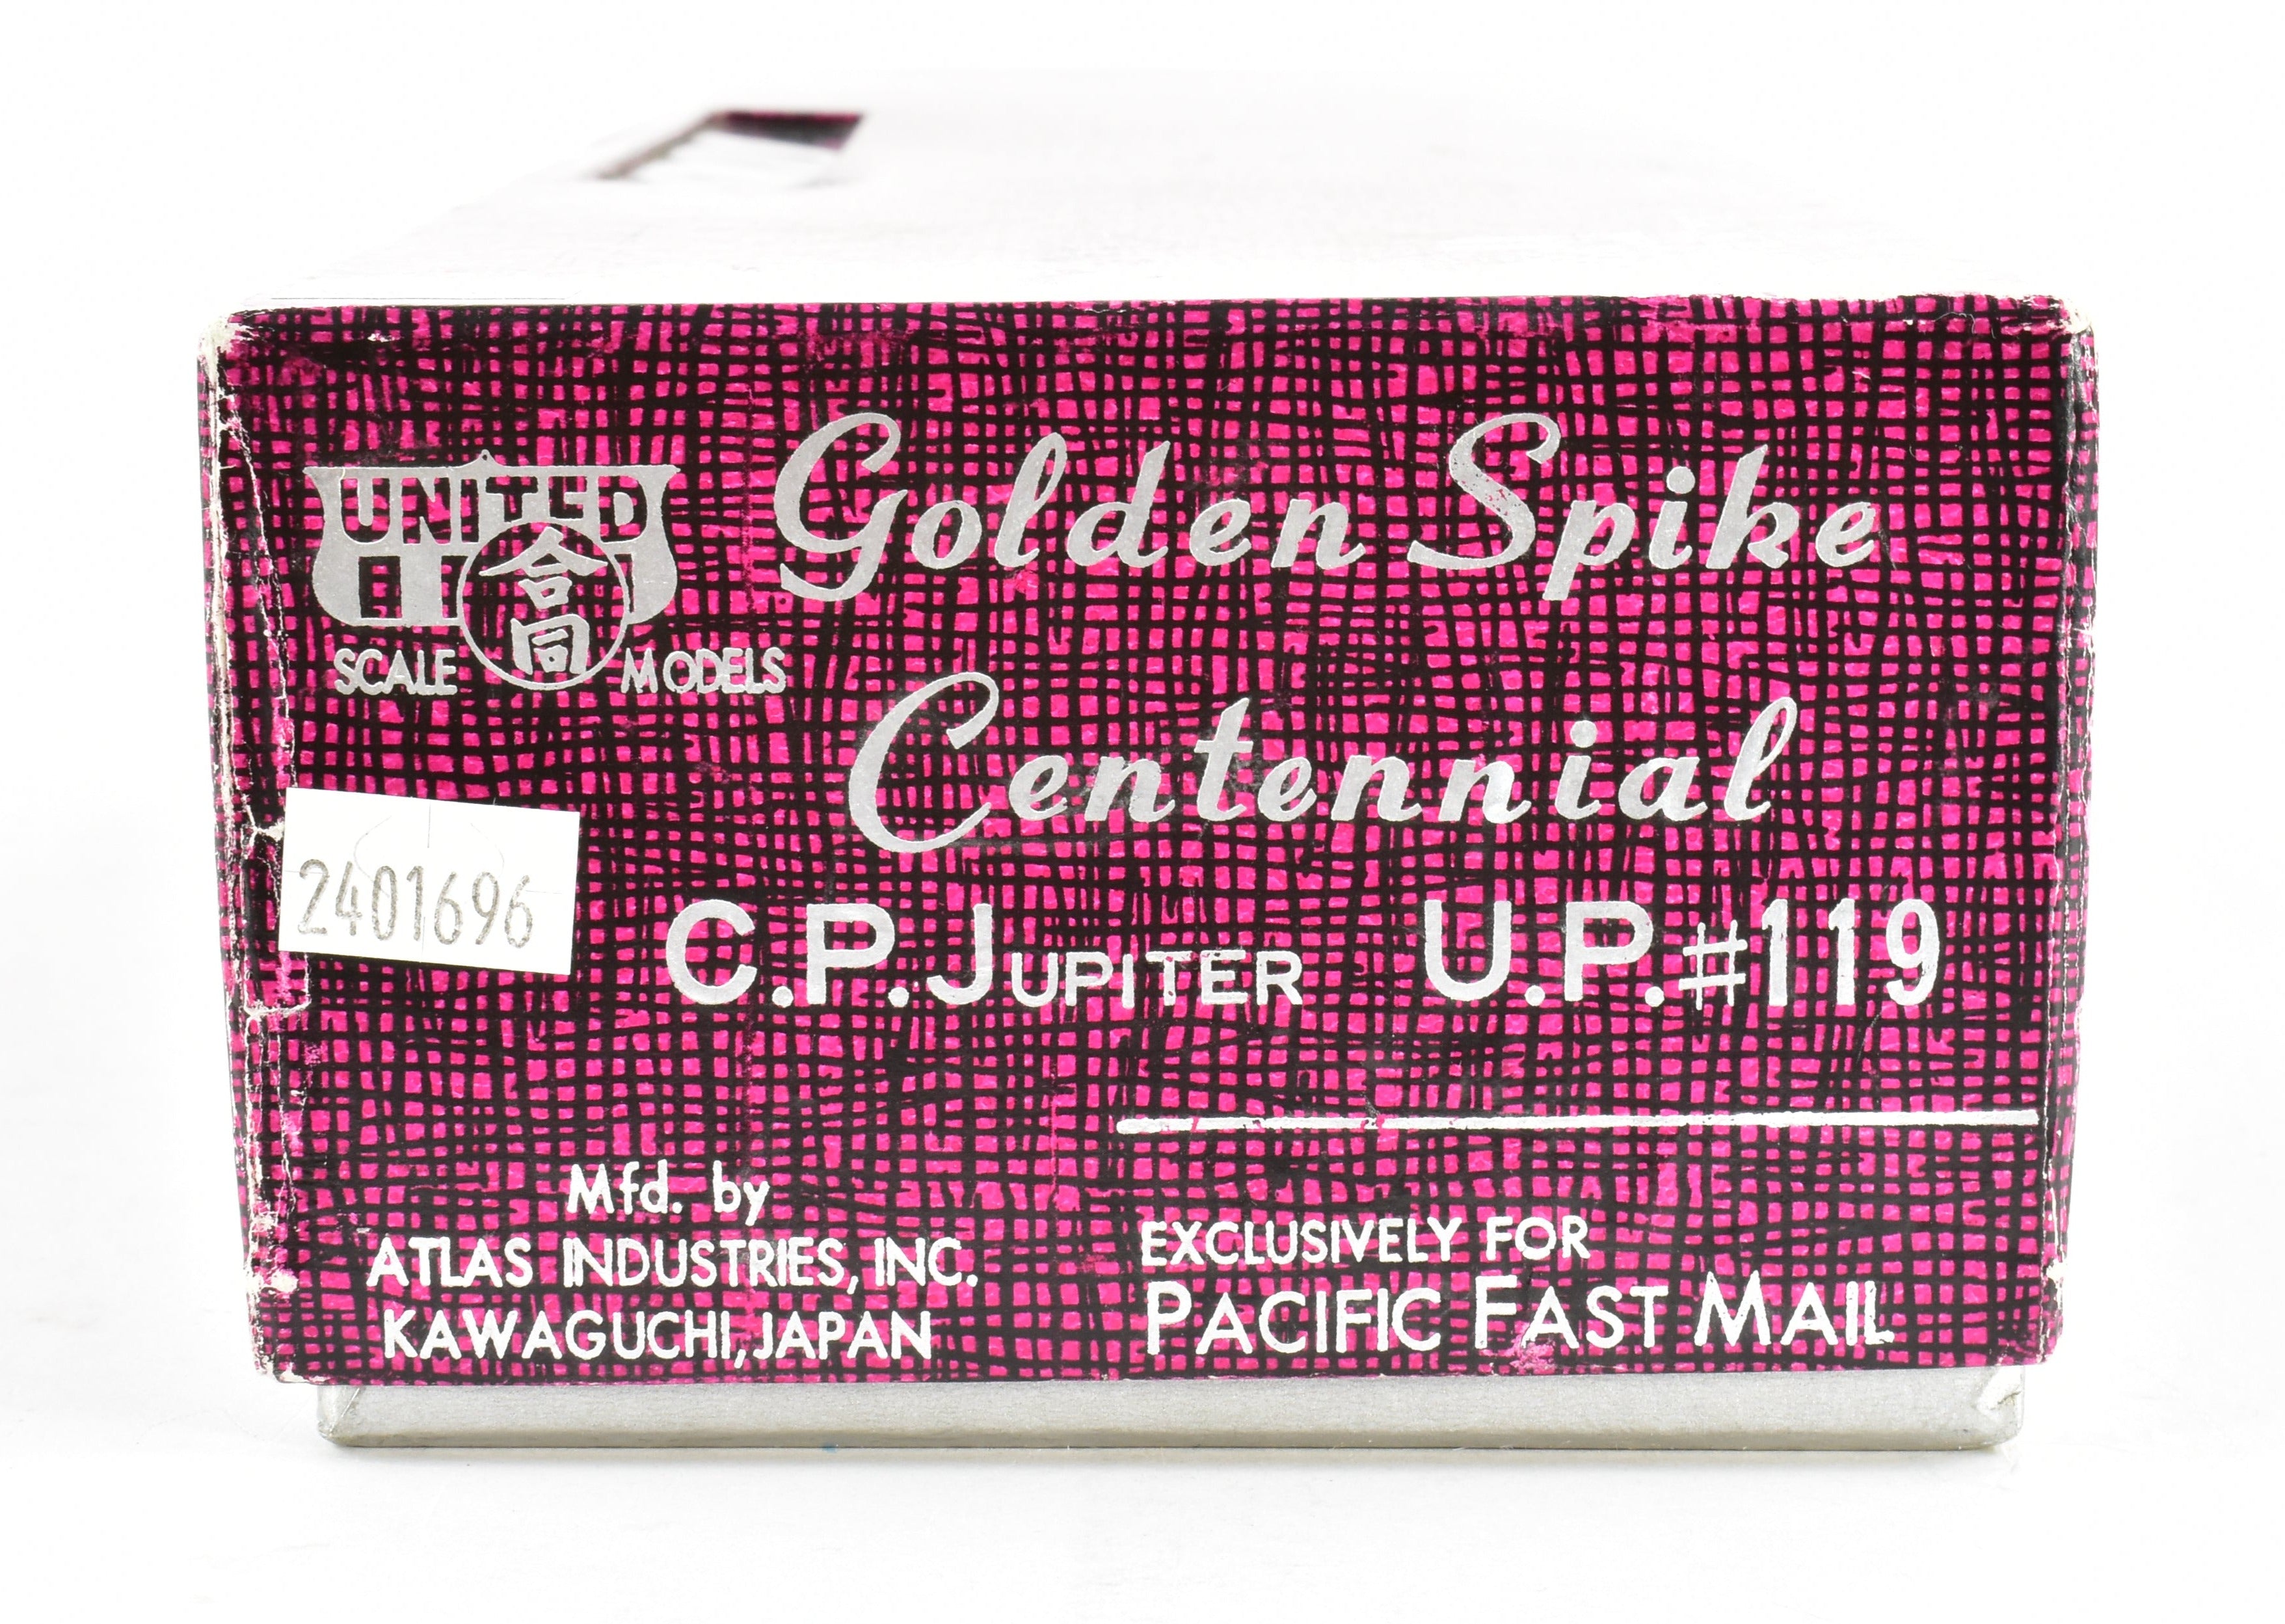 UNITED
合同
SCALE MODELS
Golden Spike
Centennial
2401696
C.P. JUPITER U.P. #119
Mfd. by
ATLAS INDUSTRIES, INC.
KAWAGUCHI, JAPAN
EXCLUSIVELY FOR
PACIFIC FAST MAIL